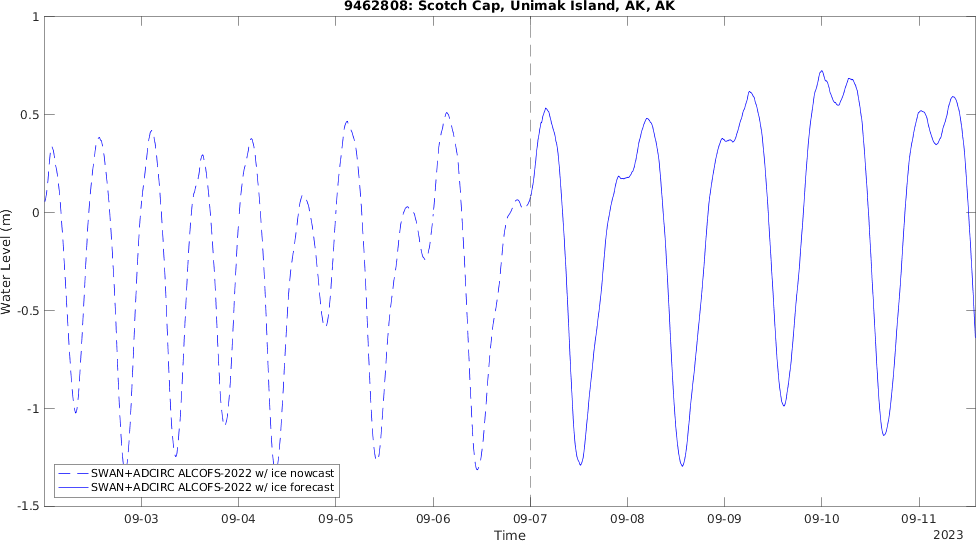 9462808: Scotch Cap, Unimak Island, AK, AK
1
0.5
0
-0.5
-1
-1.5
Water Level (m)
SWAN+ADCIRC ALCOFS-2022 w/ ice nowcast
SWAN+ADCIRC ALCOFS-2022 w/ ice forecast
09-03 09-04 09-05 09-06 09-07 09-08 09-09 09-10 09-11
Time
2023